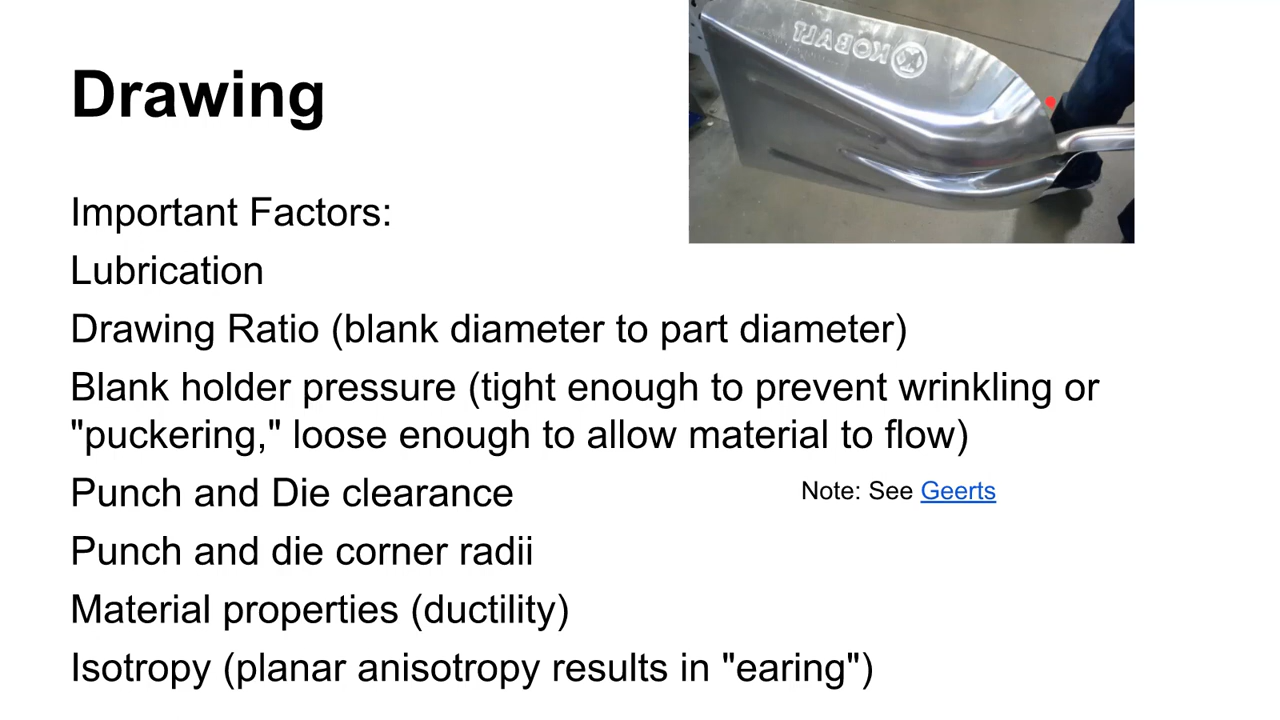 Drawing
KOBALT
Important Factors:
Lubrication
Drawing Ratio (blank diameter to part diameter)
Blank holder pressure (tight enough to prevent wrinkling or
"puckering," loose enough to allow material to flow)
Punch and Die clearance
Note: See Geerts
Punch and die corner radii
Material properties (ductility)
Isotropy (planar anisotropy results in "earing")